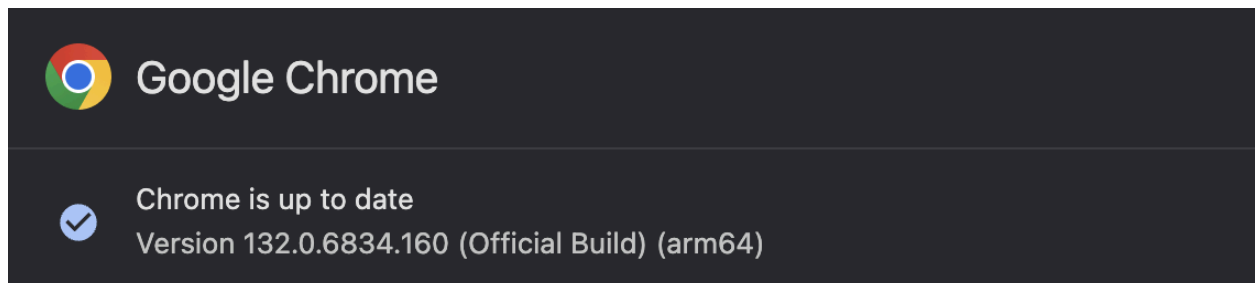 Google Chrome
Chrome is up to date
Version 132.0.6834.160 (Official Build) (arm64)